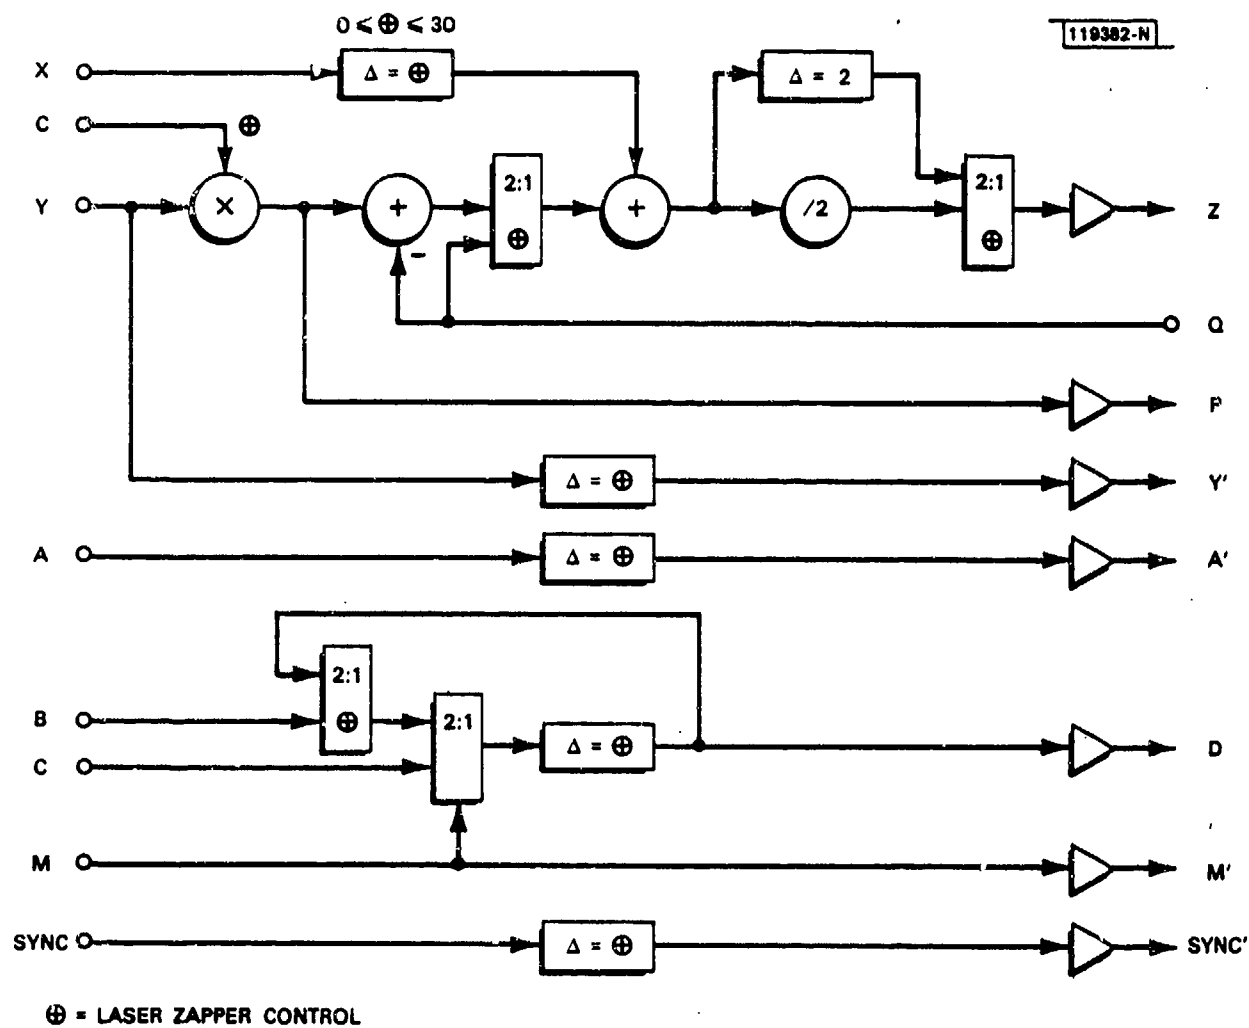 0 ≤ ⊕ ≤ 30
119382-N
X
Δ = ⊕
Δ = 2
C
⊕
Y
×
+
2:1
⊕
+
/2
2:1
⊕
Z
−
Q
P
Δ = ⊕
Y'
A
Δ = ⊕
A'
2:1
⊕
B
2:1
C
Δ = ⊕
D
M
M'
SYNC
Δ = ⊕
SYNC'
⊕ = LASER ZAPPER CONTROL